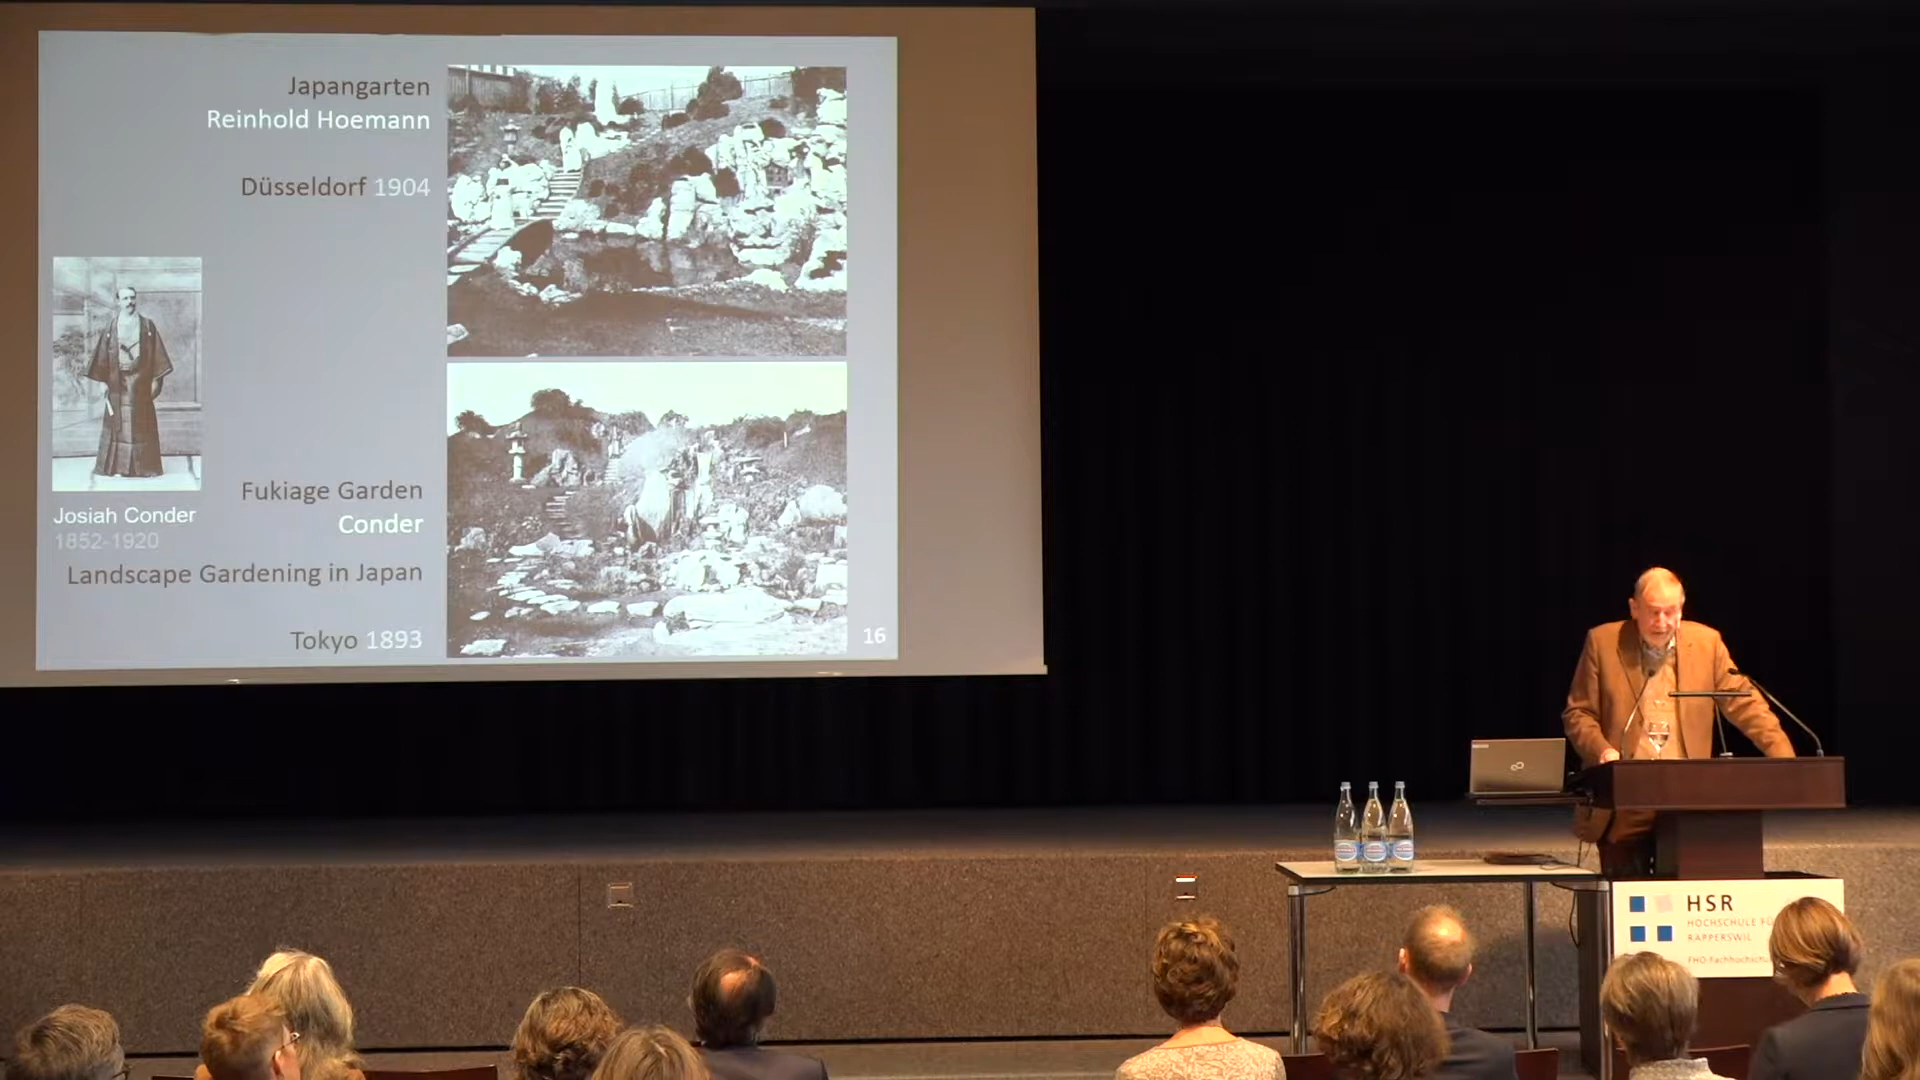 Japangarten
Reinhold Hoemann
Düsseldorf 1904
Josiah Conder
1852-1920
Fukiage Garden
Conder
Landscape Gardening in Japan
Tokyo 1893
16
HSR
HOCHSCHULE
RAPPERSWIL